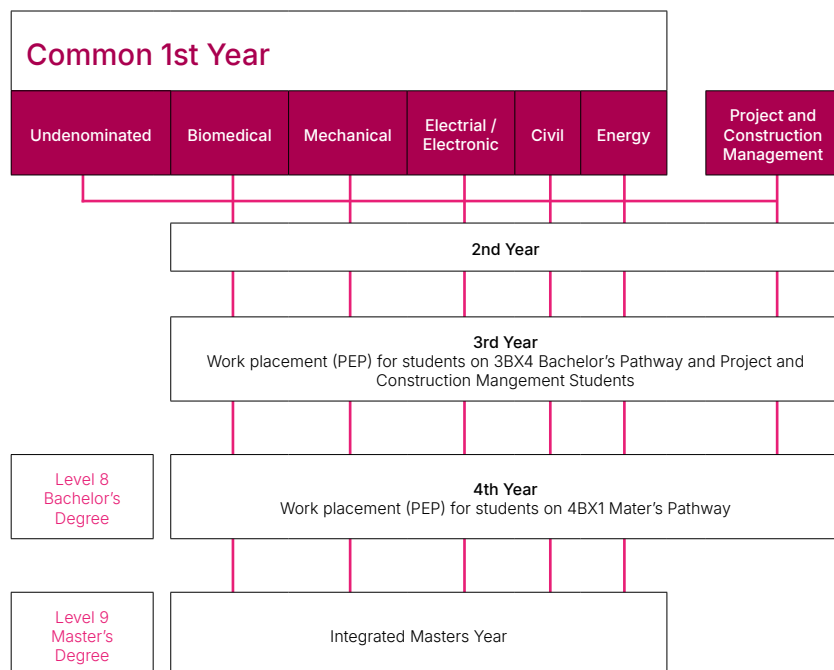 Common 1st Year
Undenominated
Biomedical
Mechanical
Electrial /
Electronic
Civil
Energy
Project and
Construction
Management
2nd Year
3rd Year
Work placement (PEP) for students on 3BX4 Bachelor’s Pathway and Project and
Construction Mangement Students
Level 8
Bachelor’s
Degree
4th Year
Work placement (PEP) for students on 4BX1 Mater’s Pathway
Level 9
Master’s
Degree
Integrated Masters Year